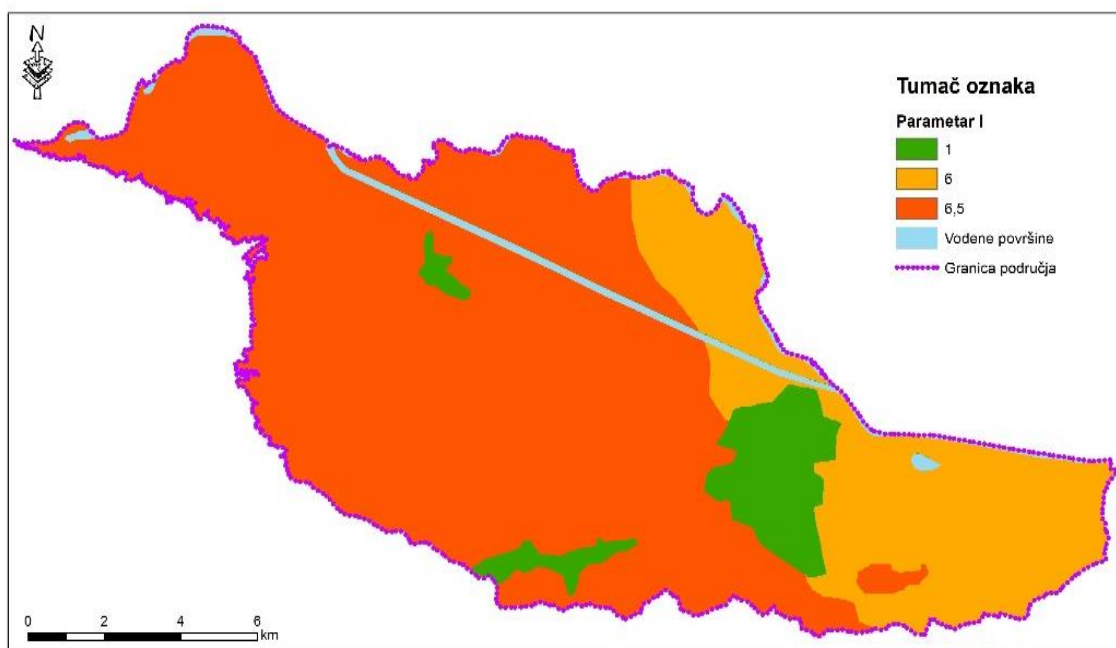 N
Tumač oznaka
Parametar I
1
6
6,5
Vodene površine
Granica područja
0 2 4 6
km